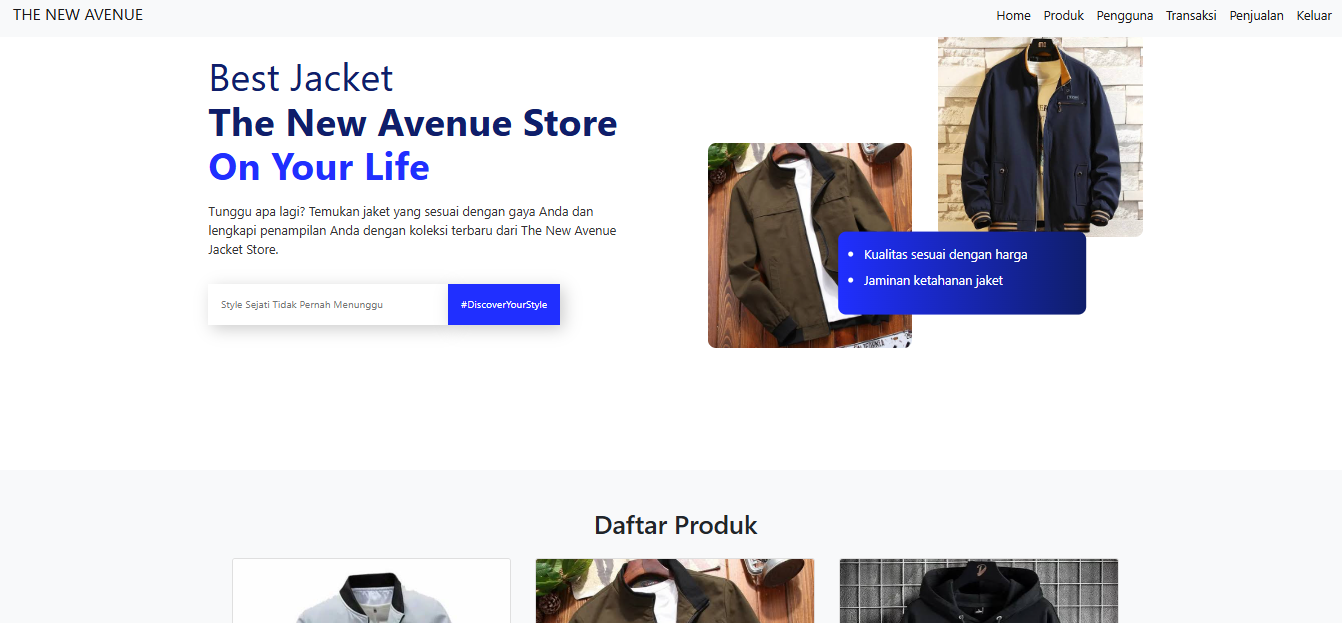 THE NEW AVENUE
Home Produk Pengguna Transaksi Penjualan Keluar
Best Jacket
The New Avenue Store
On Your Life
Tunggu apa lagi? Temukan jaket yang sesuai dengan gaya Anda dan
lengkapi penampilan Anda dengan koleksi terbaru dari The New Avenue
Jacket Store.
Style Sejati Tidak Pernah Menunggu
#DiscoverYourStyle
Kualitas sesuai dengan harga
Jaminan ketahanan jaket
Daftar Produk